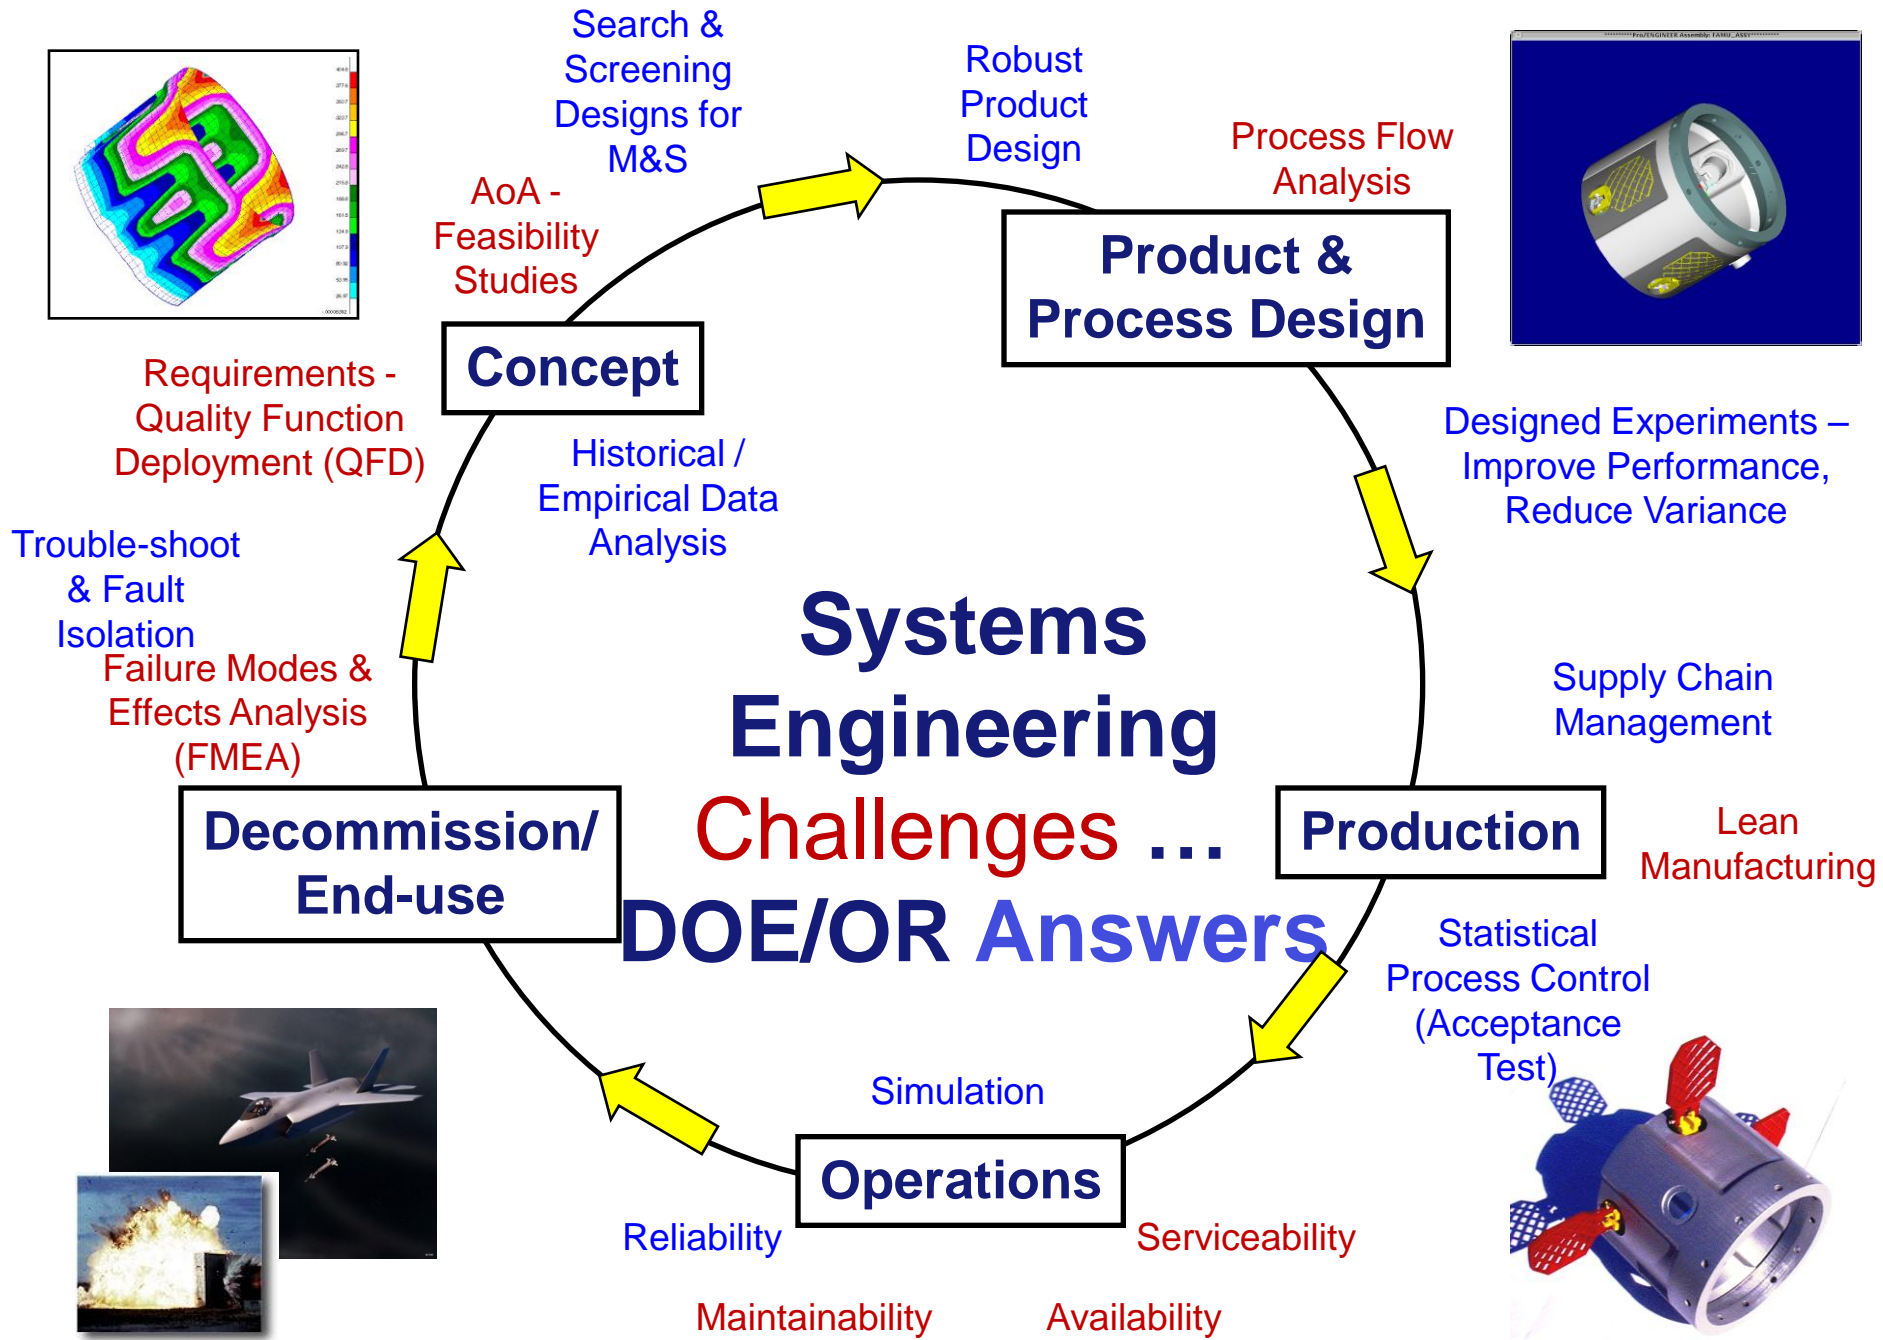 Search &
Screening
Designs for
M&S
Robust
Product
Design
Process Flow
Analysis
AoA -
Feasibility
Studies
Product &
Process Design
Concept
Requirements -
Quality Function
Deployment (QFD)
Historical /
Empirical Data
Analysis
Designed Experiments –
Improve Performance,
Reduce Variance
Trouble-shoot
& Fault
Isolation
Failure Modes &
Effects Analysis
(FMEA)
Systems
Engineering
Challenges …
DOE/OR Answers
Supply Chain
Management
Decommission/
End-use
Production
Lean
Manufacturing
Statistical
Process Control
(Acceptance
Test)
Simulation
Operations
Reliability
Serviceability
Maintainability
Availability